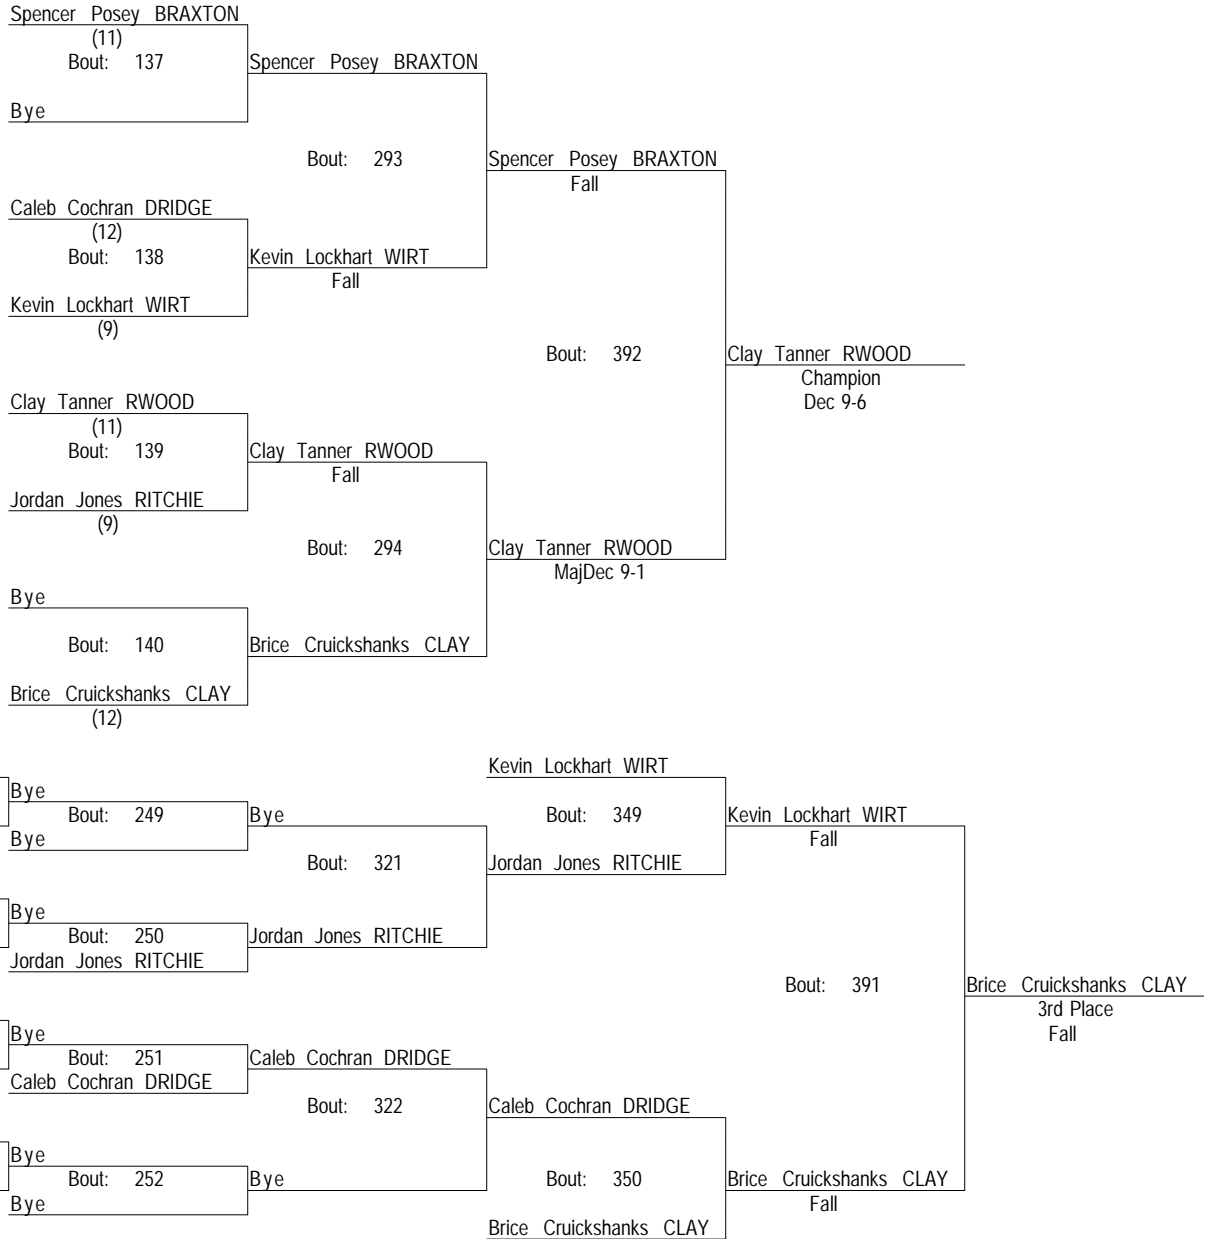 Spencer Posey BRAXTON
(11)
Bout: 137
Spencer Posey BRAXTON
Bye
Bout: 293
Spencer Posey BRAXTON
Fall
Caleb Cochran DRIDGE
(12)
Bout: 138
Kevin Lockhart WIRT
Fall
Kevin Lockhart WIRT
(9)
Bout: 392
Clay Tanner RWOOD
Champion
Dec 9-6
Clay Tanner RWOOD
(11)
Bout: 139
Clay Tanner RWOOD
Fall
Jordan Jones RITCHIE
(9)
Bout: 294
Clay Tanner RWOOD
MajDec 9-1
Bye
Bout: 140
Brice Cruickshanks CLAY
Brice Cruickshanks CLAY
(12)
Kevin Lockhart WIRT
Bye
Bout: 249
Bye
Bout: 349
Kevin Lockhart WIRT
Fall
Bye
Bout: 321
Jordan Jones RITCHIE
Bye
Bout: 250
Jordan Jones RITCHIE
Jordan Jones RITCHIE
Bout: 391
Brice Cruickshanks CLAY
3rd Place
Fall
Bye
Bout: 251
Caleb Cochran DRIDGE
Caleb Cochran DRIDGE
Bout: 322
Caleb Cochran DRIDGE
Bye
Bout: 252
Bye
Bout: 350
Brice Cruickshanks CLAY
Fall
Bye
Brice Cruickshanks CLAY